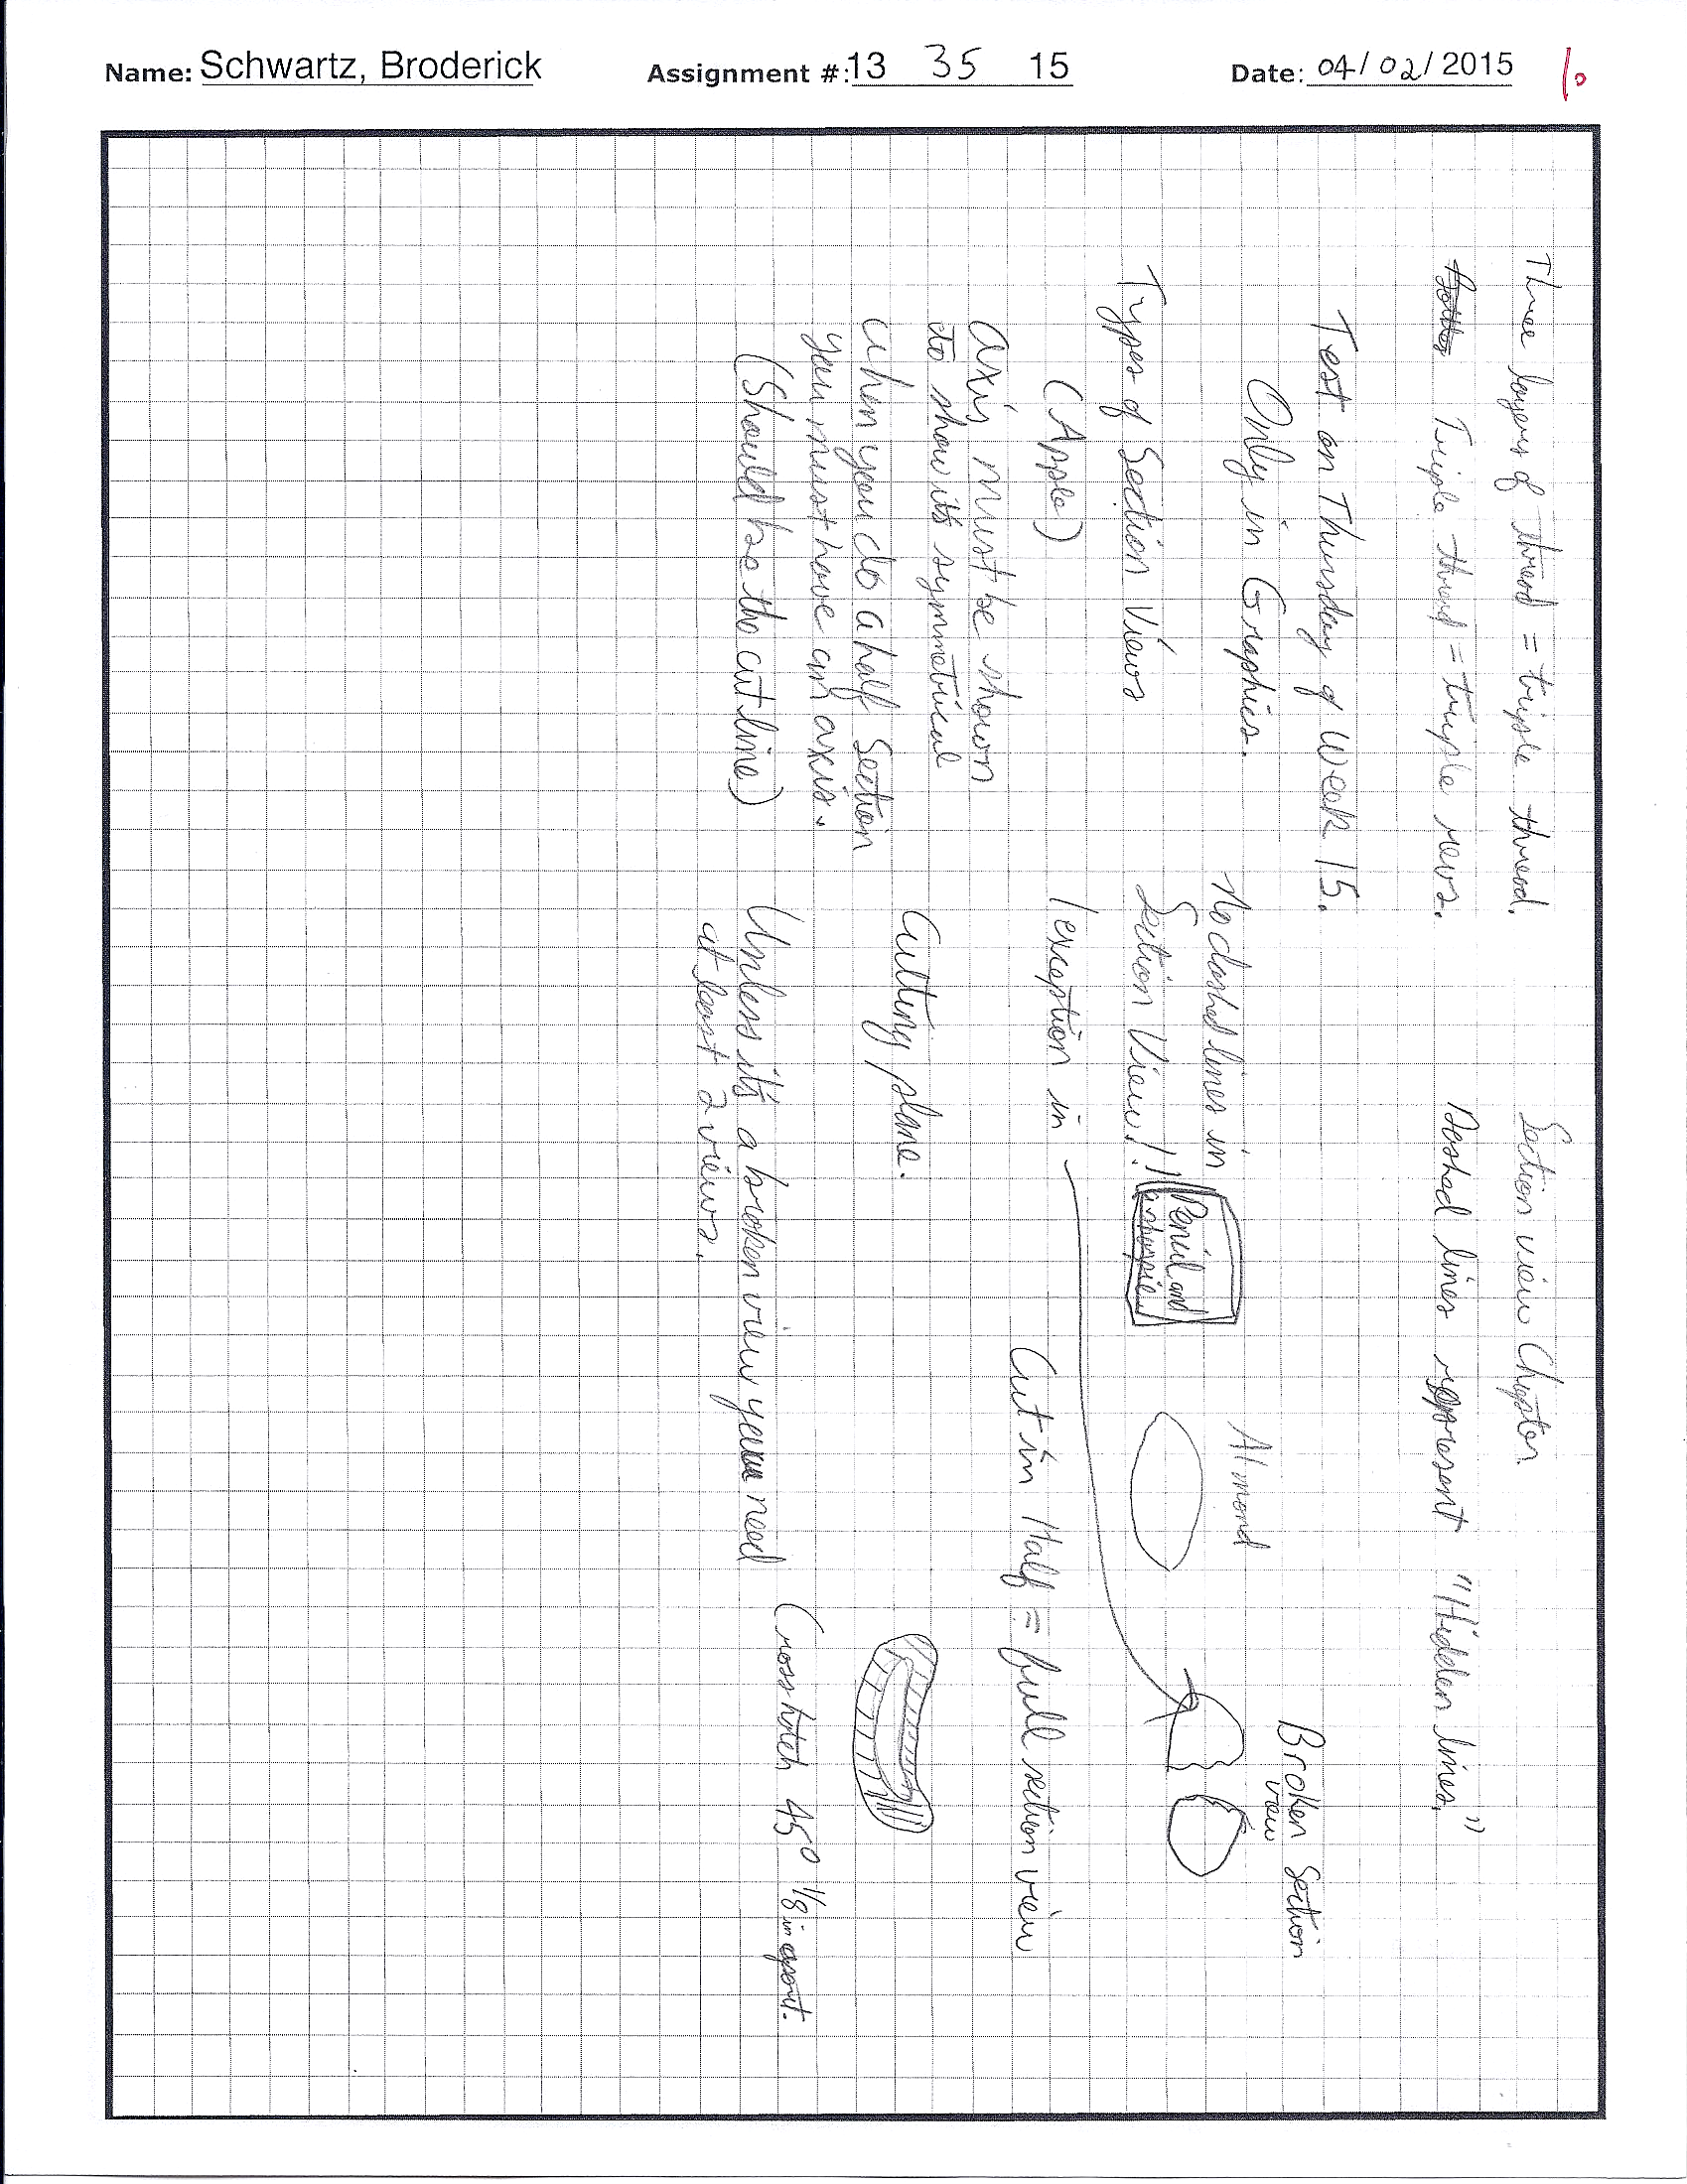 Name: Schwartz, Broderick Assignment #:13 35 15 Date: 04/02/2015 10
Three layers of thread = triple thread.
Triple thread = triple revs.
Test on Thursday of Week 15.
Only in Graphics.
Types of Section Views
(Apple)
Axis must be shown
to show it's symmetrical
When you do a half Section
you must have an axis.
(Should be the cut line)
Section view Chapter
Dashed lines represent "Hidden lines."
No dashed lines in
Section View!!
Pencil and
sharpie
Almond
Broken Section
view
1 exception in
Cut in Half = full section view
Cutting plane.
Unless it's a broken view you need
at least 2 views.
Cross hatch 45° 1/8 in apart.